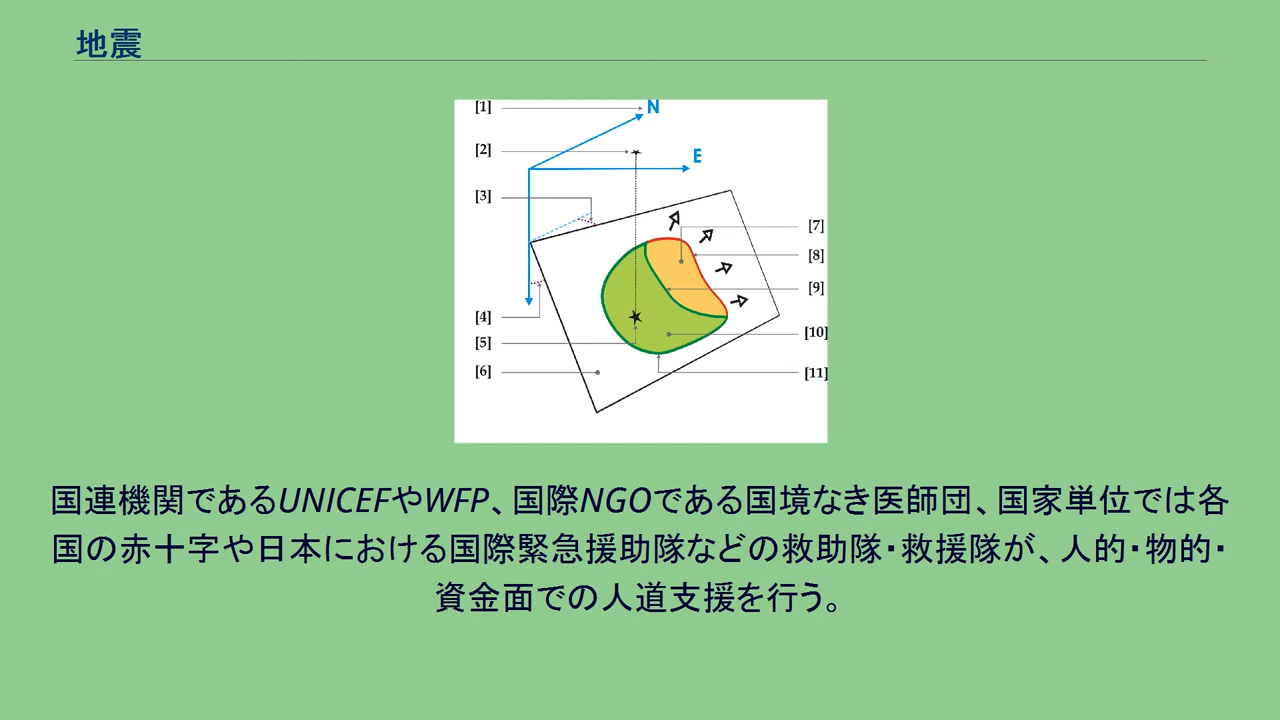 地震
[1]
N
[2]
E
[3]
[7]
[8]
[9]
[4]
[10]
[5]
[6]
[11]
国連機関であるUNICEFやWFP、国際NGOである国境なき医師団、国家単位では各
国の赤十字や日本における国際緊急援助隊などの救助隊・救援隊が、人的・物的・
資金面での人道支援を行う。